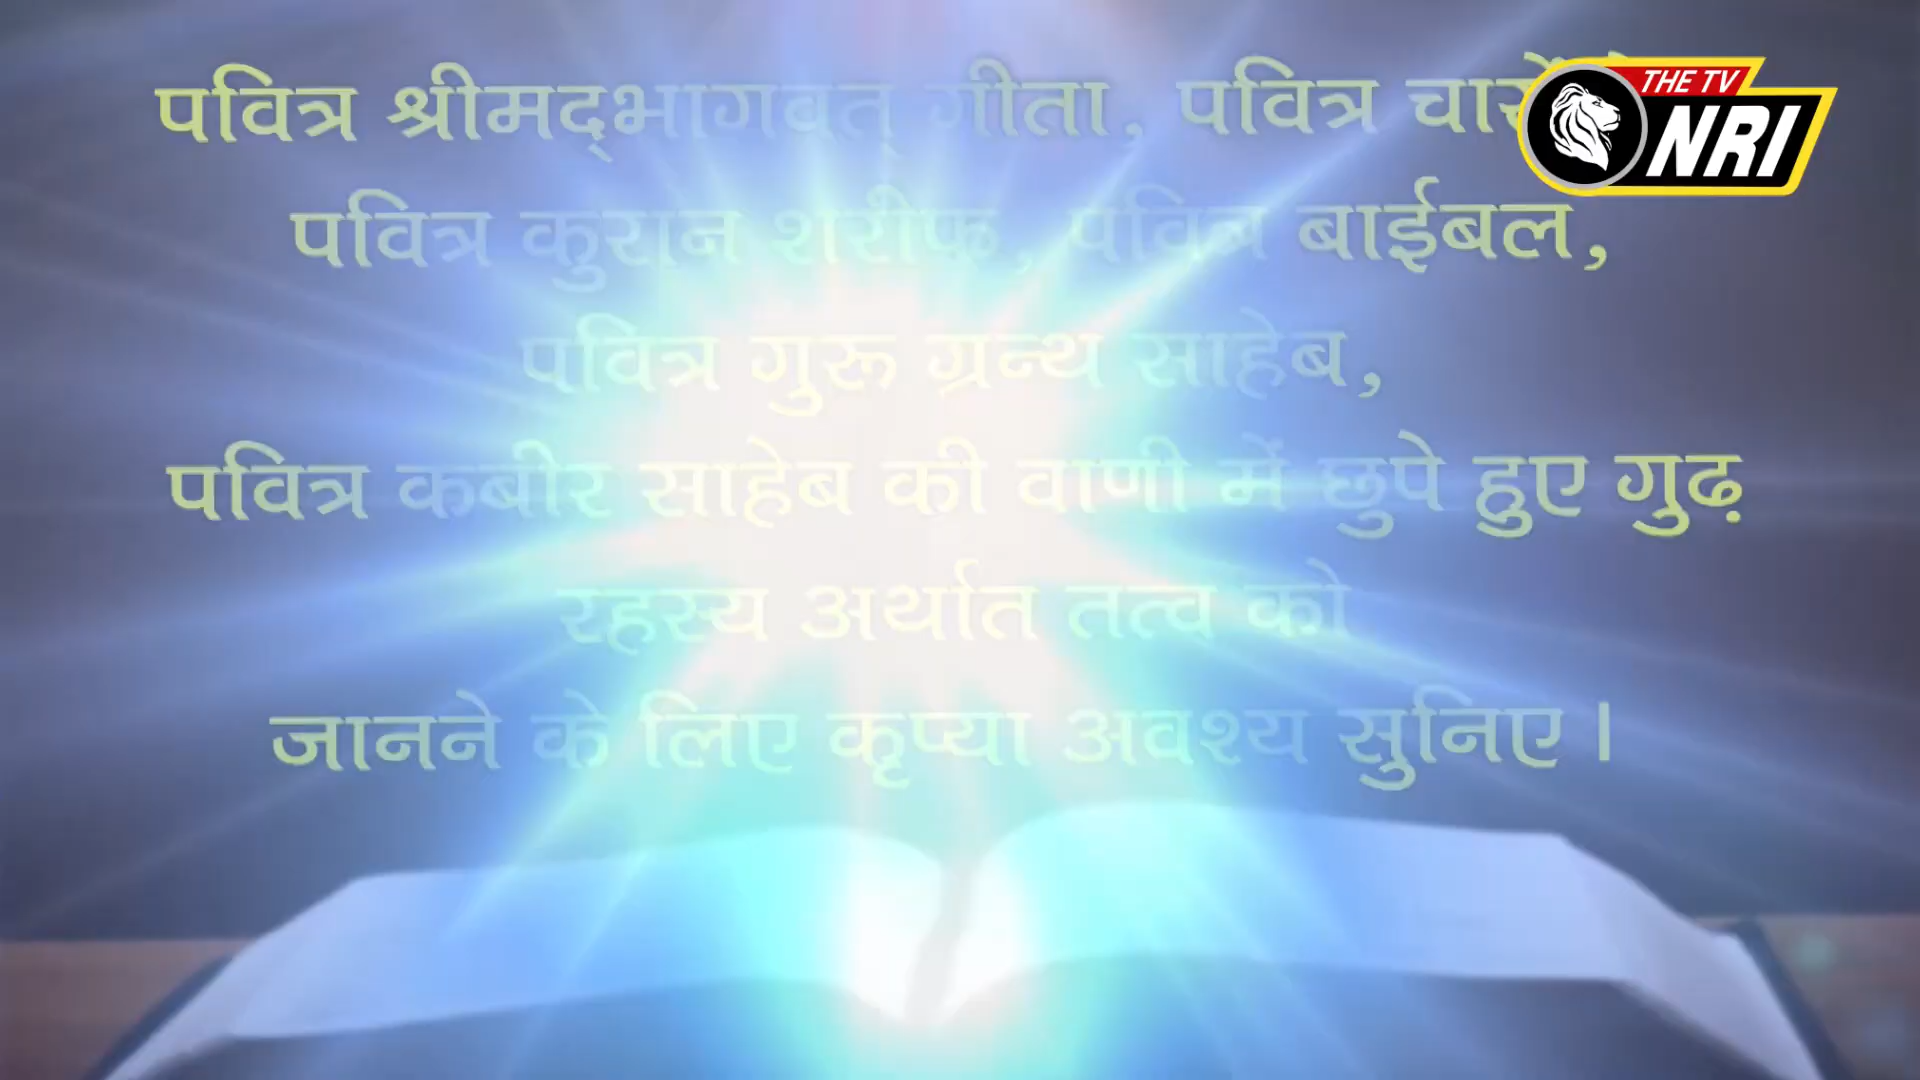 पवित्र श्रीमद्भागवत् गीता, पवित्र चारों
THE TV
NRI
पवित्र कुरान शरीफ, पवित्र बाईबल,
पवित्र गुरू ग्रन्थ साहेब,
पवित्र कबीर साहेब की वाणी में छुपे हुए गुढ़
रहस्य अर्थात तत्व को
जानने के लिए कृप्या अवश्य सुनिए।